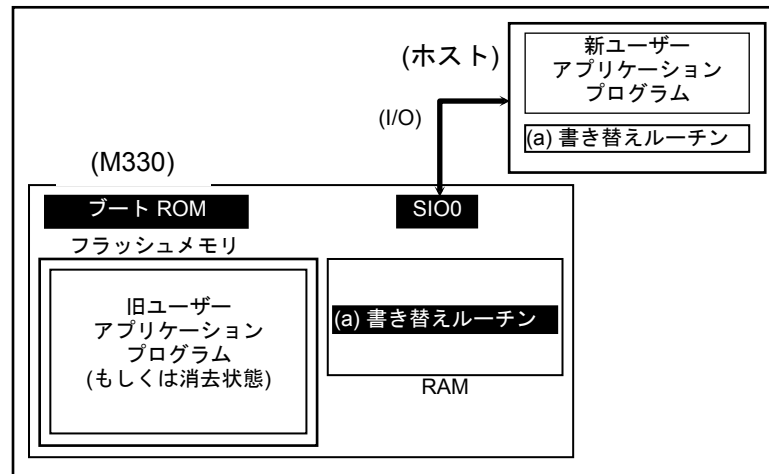 (ホスト)
新ユーザー
アプリケーション
プログラム
(a) 書き替えルーチン
(I/O)
(M330)
ブート ROM
SIO0
フラッシュメモリ
旧ユーザー
アプリケーション
プログラム
(もしくは消去状態)
(a) 書き替えルーチン
RAM